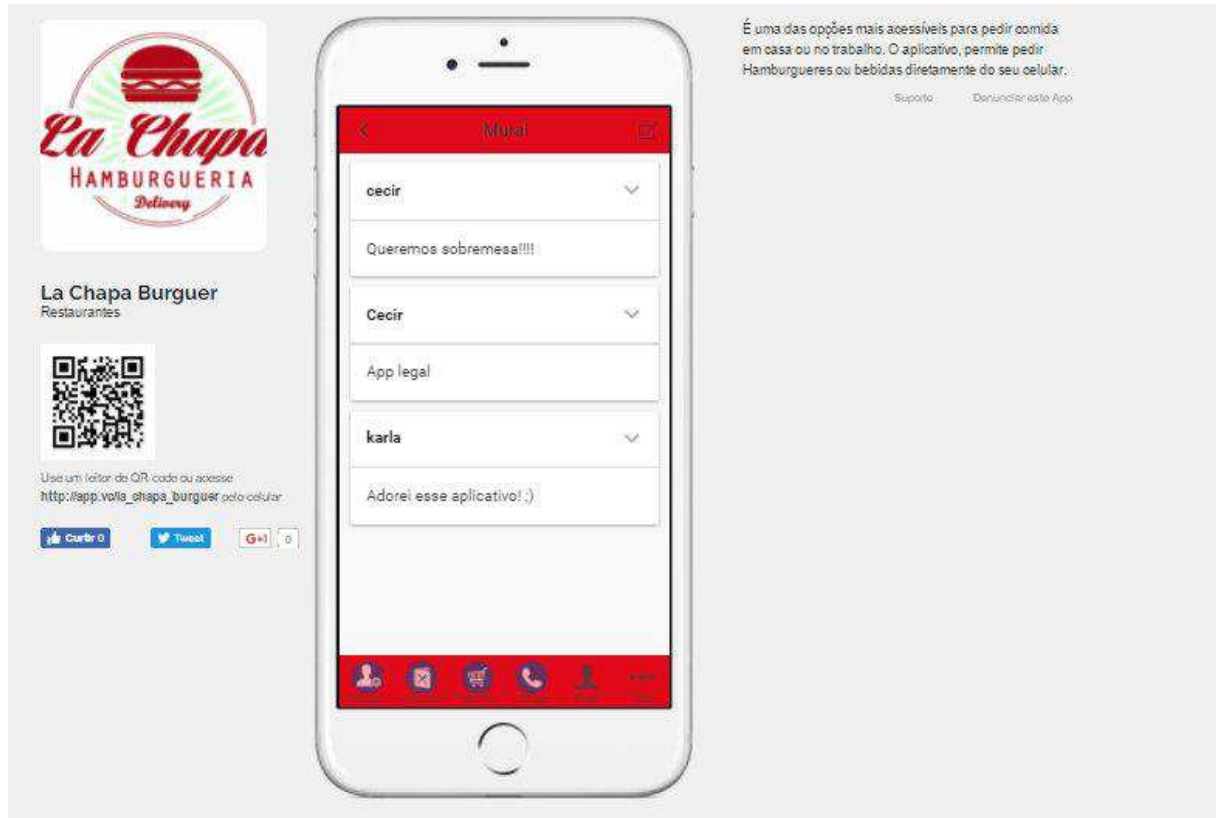 La Chapa
HAMBURGUERIA
Delivery
La Chapa Burguer
Restaurantes
Use um leitor de QR code ou acesse
http://app.vc/la_chapa_burguer pelo celular
Curtir 0
Tweet
G+1
0
Mural
cecir
Queremos sobremesa!!!!
Cecir
App legal
karla
Adorei esse aplicativo! :)
É uma das opções mais acessíveis para pedir comida
em casa ou no trabalho. O aplicativo, permite pedir
Hamburgueres ou bebidas diretamente do seu celular.
Suporte Denunciar este App